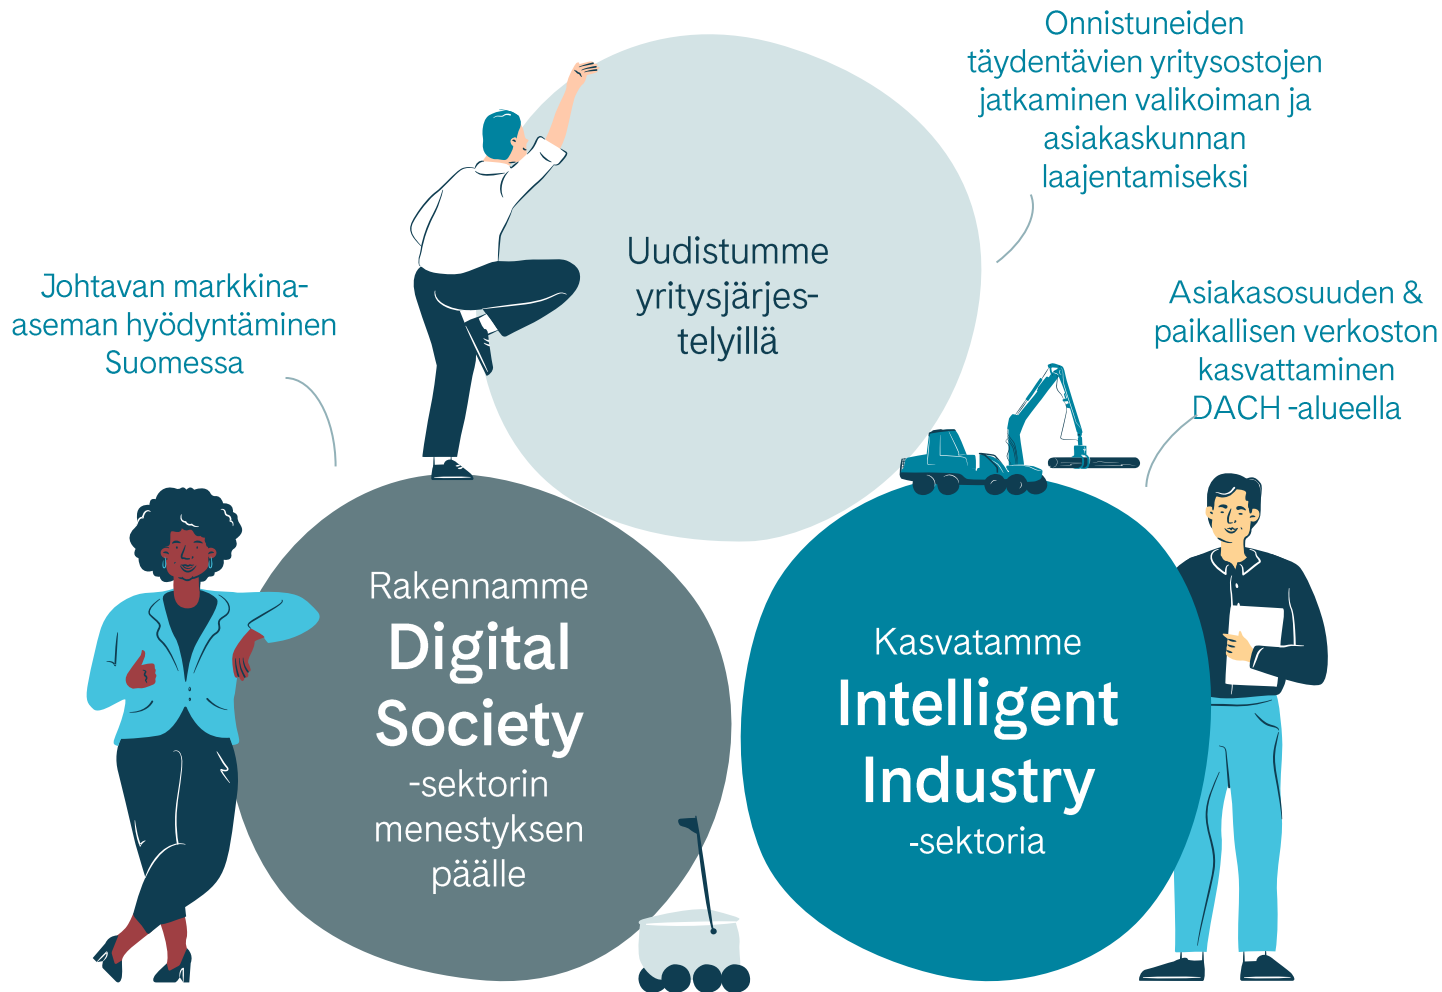 Onnistuneiden
täydentävien yritysostojen
jatkaminen valikoiman ja
asiakaskunnan
laajentamiseksi
Uudistumme
yritysjärjes-
telyillä
Johtavan markkina-
aseman hyödyntäminen
Suomessa
Asiakasosuuden &
paikallisen verkoston
kasvattaminen
DACH -alueella
Rakennamme
Digital
Society
-sektorin
menestyksen
päälle
Kasvatamme
Intelligent
Industry
-sektoria